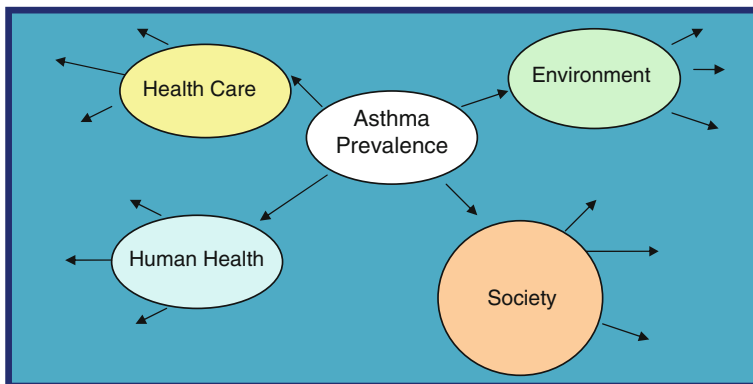 Health Care
Environment
Asthma
Prevalence
Human Health
Society